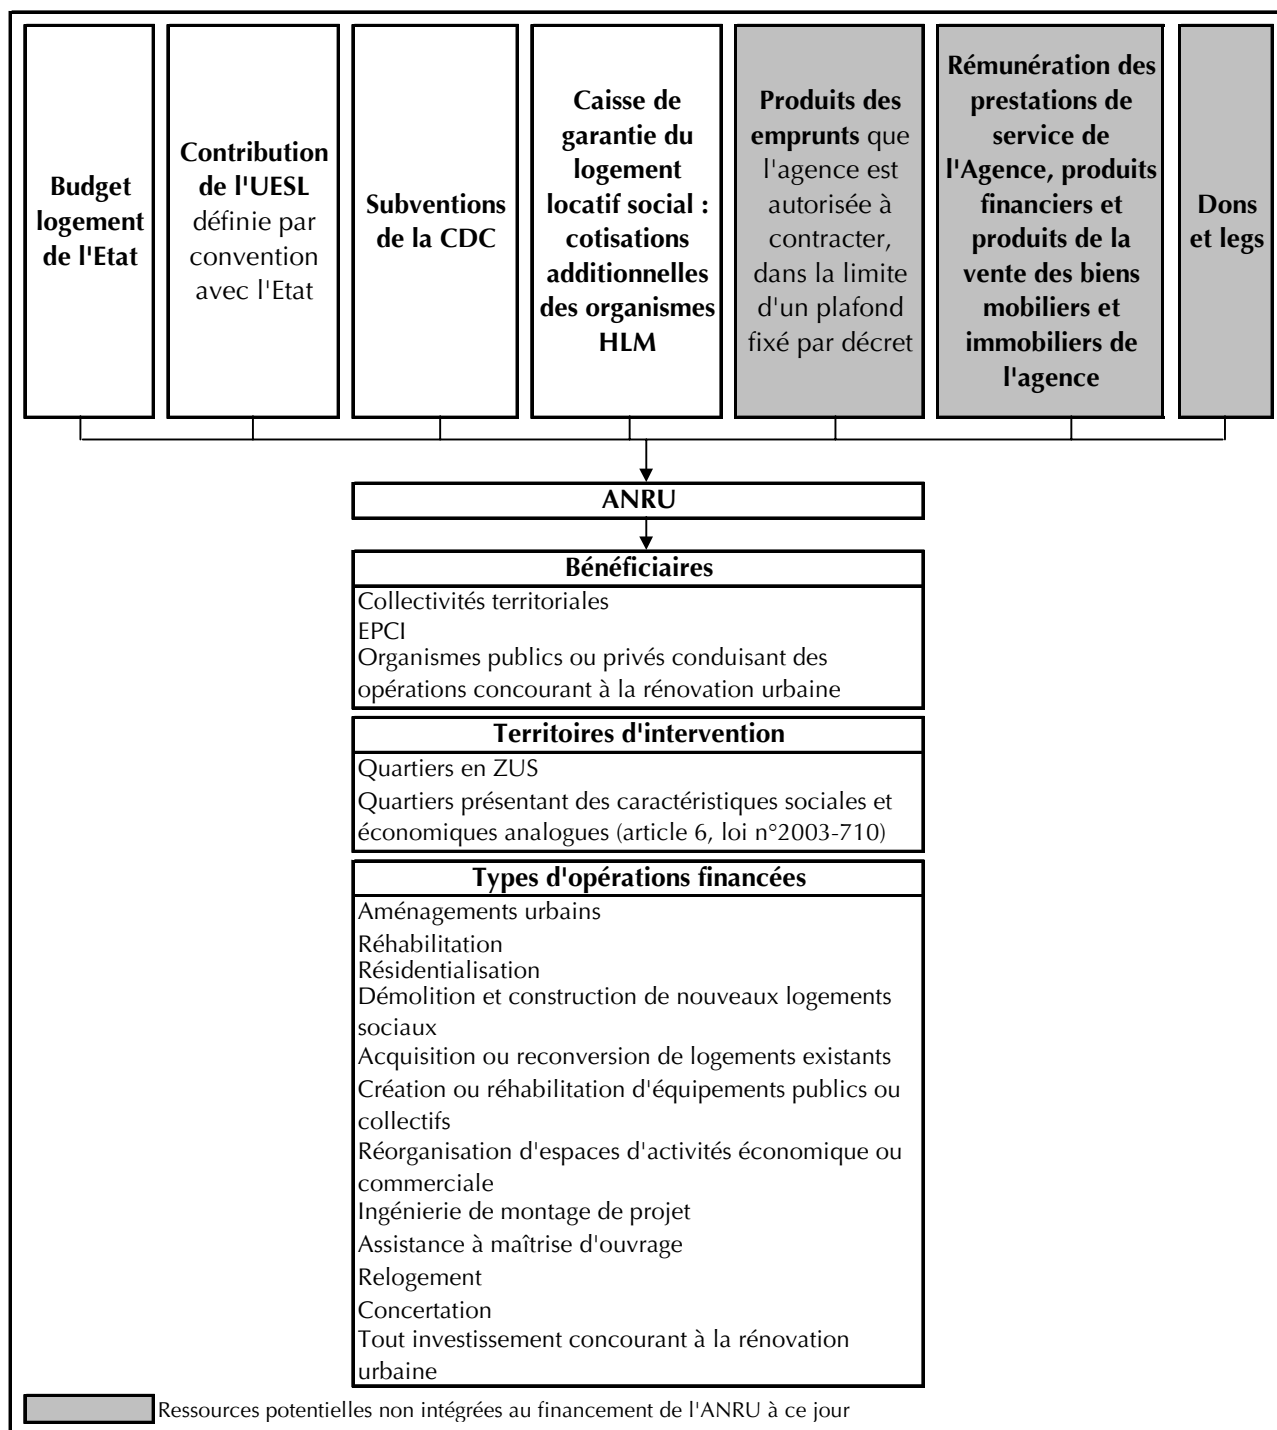 Budget
logement
de l'Etat
Contribution
de l'UESL
définie par
convention
avec l'Etat
Subventions
de la CDC
Caisse de
garantie du
logement
locatif social :
cotisations
additionnelles
des organismes
HLM
Produits des
emprunts que
l'agence est
autorisée à
contracter,
dans la limite
d'un plafond
fixé par décret
Rémunération des
prestations de
service de
l'Agence, produits
financiers et
produits de la
vente des biens
mobiliers et
immobiliers de
l'agence
Dons
et legs
ANRU
Bénéficiaires
Collectivités territoriales
EPCI
Organismes publics ou privés conduisant des
opérations concourant à la rénovation urbaine
Territoires d'intervention
Quartiers en ZUS
Quartiers présentant des caractéristiques sociales et
économiques analogues (article 6, loi n°2003-710)
Types d'opérations financées
Aménagements urbains
Réhabilitation
Résidentialisation
Démolition et construction de nouveaux logements
sociaux
Acquisition ou reconversion de logements existants
Création ou réhabilitation d'équipements publics ou
collectifs
Réorganisation d'espaces d'activités économique ou
commerciale
Ingénierie de montage de projet
Assistance à maîtrise d'ouvrage
Relogement
Concertation
Tout investissement concourant à la rénovation
urbaine
Ressources potentielles non intégrées au financement de l'ANRU à ce jour